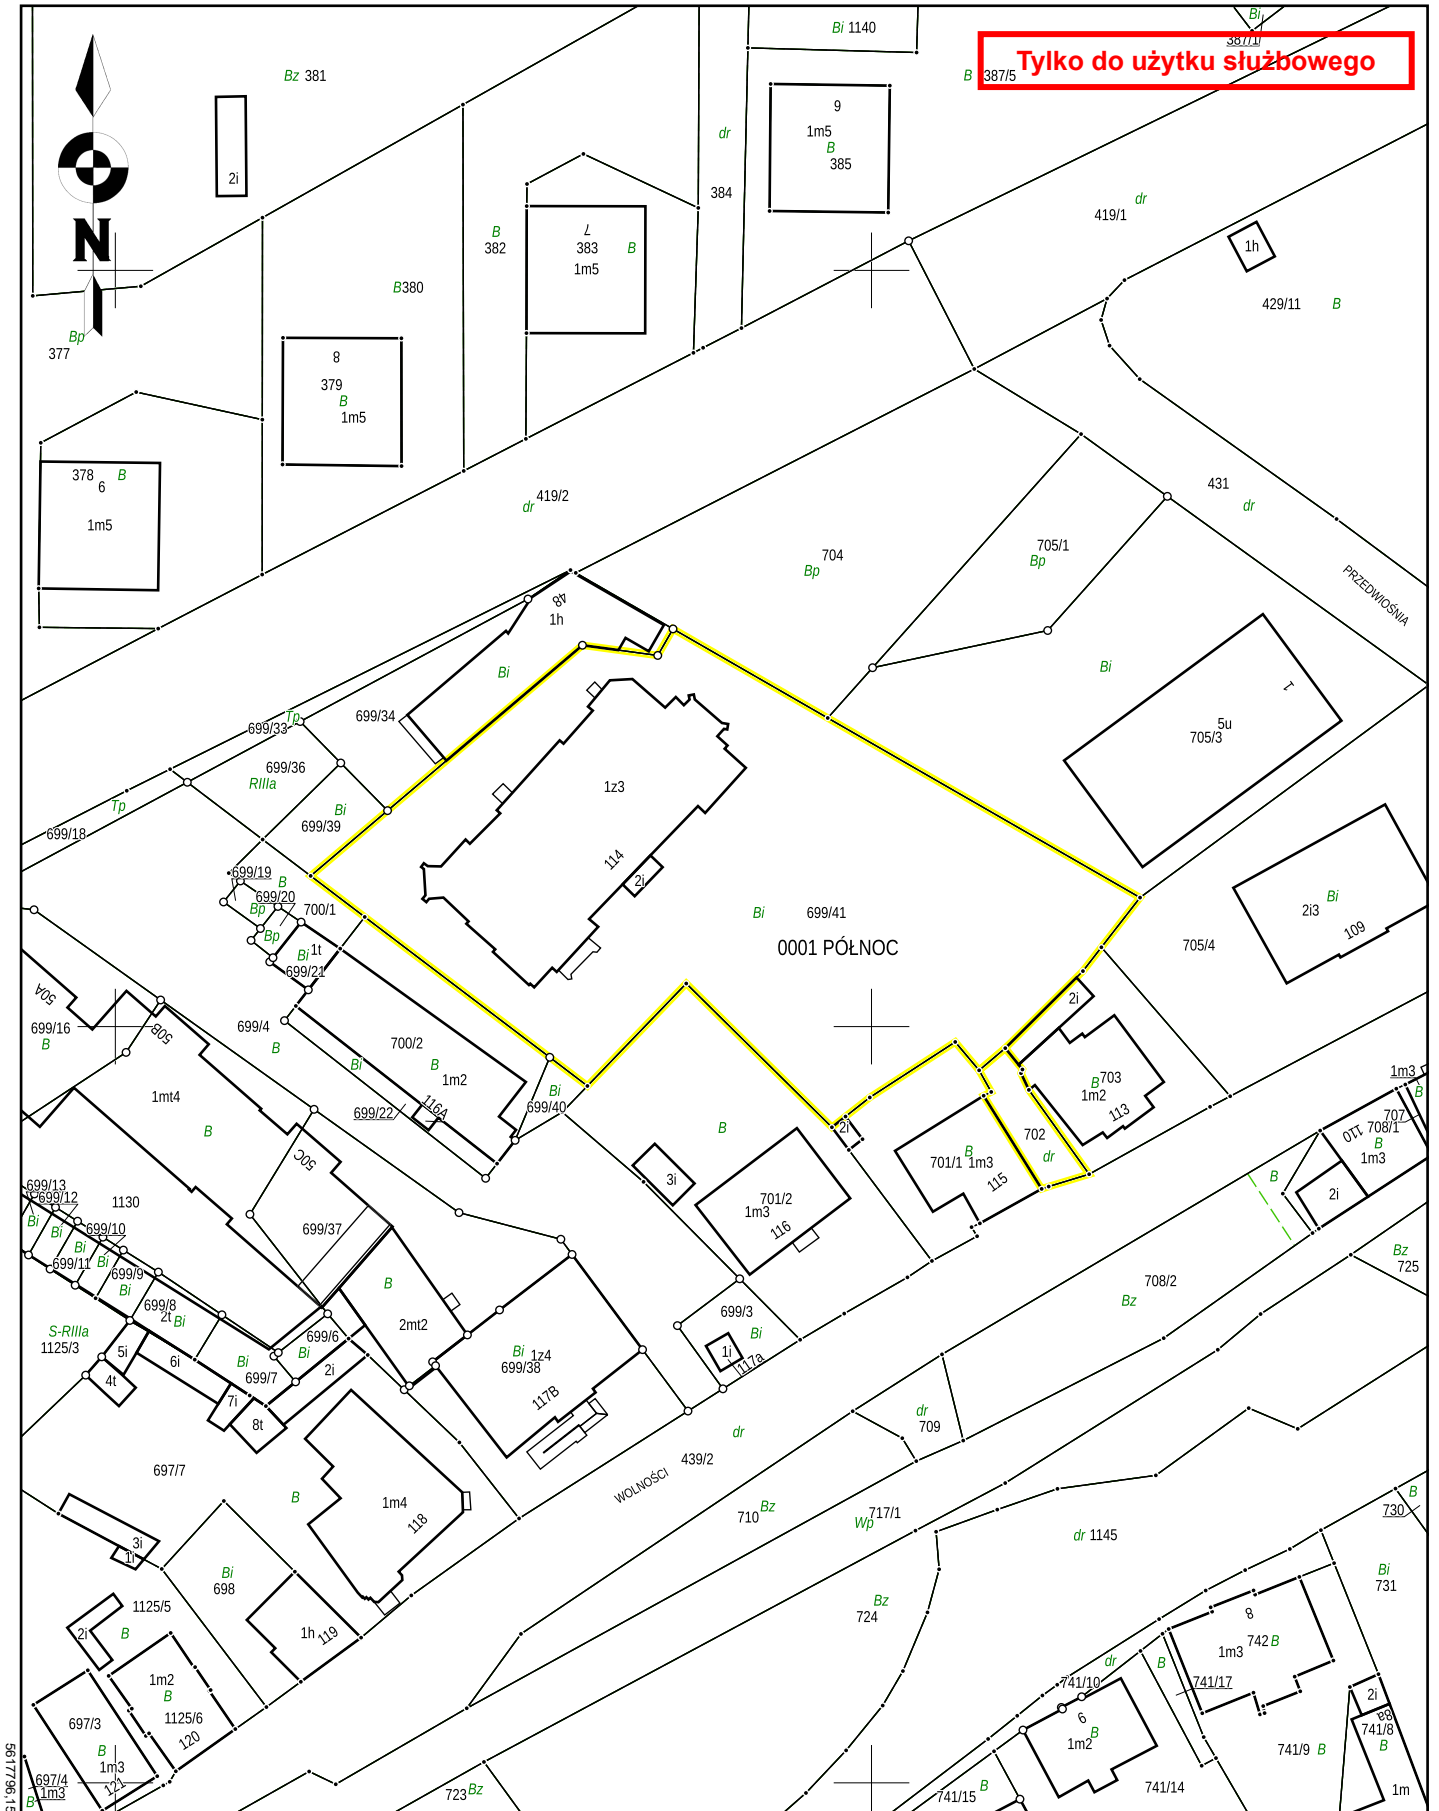 Bi 1140
Bi
387/1
Tylko do użytku służbowego
Bz 381
B 387/5
9
1m5
B
385
dr
384
2i
dr
419/1
N
B
382
7
383 B
1m5
1h
B380
429/11 B
Bp
377
8
379
B
1m5
378 B
6
1m5
419/2
dr
431
dr
704
Bp
705/1
Bp
PRZEDWIOŚNIA
48
1h
Bi
Bi
1
5u
705/3
Tp
699/33
699/34
699/36
RIIIa
1z3
Tp
699/18
Bi
699/39
114
2i
699/19
B
699/20
Bp
700/1
Bp
Bi
1t
699/21
Bi 699/41
0001 PÓŁNOC
Bi
2i3
109
705/4
50A
699/16
B
50B
699/4
B
700/2
Bi B
1m2
2i
1mt4
699/22
116A
Bi
699/40
B
703
1m2
113
1m3
B
707
708/1
B
110
1m3
B
50C
B
2i
702
dr
B
701/1 1m3
115
3i
701/2
1m3
116
B
2i
699/13
699/12
1130
Bi
Bi
699/10
Bi
699/11
Bi
699/9
Bi
699/8
2t
Bi
699/37
B
2mt2
708/2
Bz
Bz
725
S-RIIIa
1125/3
5i
6i
4t
Bi
699/7
699/6
Bi
2i
7i
8t
Bi 1z4
699/38
117B
699/3
Bi
1i
117a
dr
709
dr
439/2
WOLNOŚCI
697/7
B
1m4
118
710 Bz
Wp
717/1
dr 1145
B
730
3i
1i
Bi
698
Bi
731
Bz
724
1125/5
2i
B
1h 119
8
1m3 742 B
1m2
B
1125/6
120
dr
B
741/10
741/17
6
B
1m2
2i
8a
741/8
B
741/9 B
697/3
B
1m3
121
697/4
1m3
B
723 Bz
741/15
B
741/14
1m
5617796,15